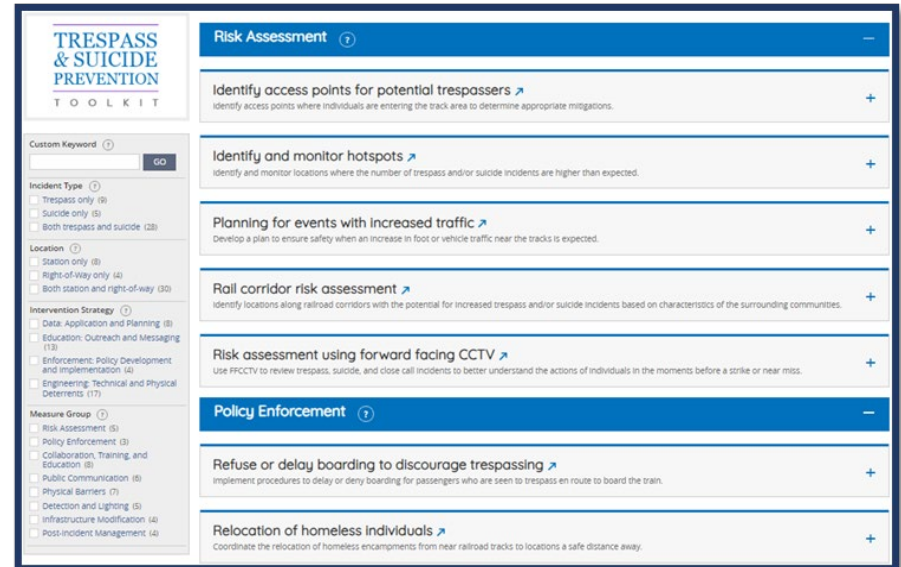 TRESPASS
& SUICIDE
PREVENTION
TOOLKIT
Custom Keyword ?
GO
Incident Type ?
Trespass only (9)
Suicide only (5)
Both trespass and suicide (28)
Location ?
Station only (8)
Right-of-Way only (4)
Both station and right-of-way (30)
Intervention Strategy ?
Data: Application and Planning (8)
Education: Outreach and Messaging
(13)
Enforcement: Policy Development
and Implementation (4)
Engineering: Technical and Physical
Deterrents (17)
Measure Group ?
Risk Assessment (5)
Policy Enforcement (3)
Collaboration, Training, and
Education (8)
Public Communication (6)
Physical Barriers (7)
Detection and Lighting (5)
Infrastructure Modification (4)
Post-Incident Management (4)
Risk Assessment ?
Identify access points for potential trespassers
Identify access points where individuals are entering the track area to determine appropriate mitigations.
Identify and monitor hotspots
Identify and monitor locations where the number of trespass and/or suicide incidents are higher than expected.
Planning for events with increased traffic
Develop a plan to ensure safety when an increase in foot or vehicle traffic near the tracks is expected.
Rail corridor risk assessment
Identify locations along railroad corridors with the potential for increased trespass and/or suicide incidents based on characteristics of the surrounding communities.
Risk assessment using forward facing CCTV
Use FFCCTV to review trespass, suicide, and close call incidents to better understand the actions of individuals in the moments before a strike or near miss.
Policy Enforcement ?
Refuse or delay boarding to discourage trespassing
Implement procedures to delay or deny boarding for passengers who are seen to trespass en route to board the train.
Relocation of homeless individuals
Coordinate the relocation of homeless encampments from near railroad tracks to locations a safe distance away.